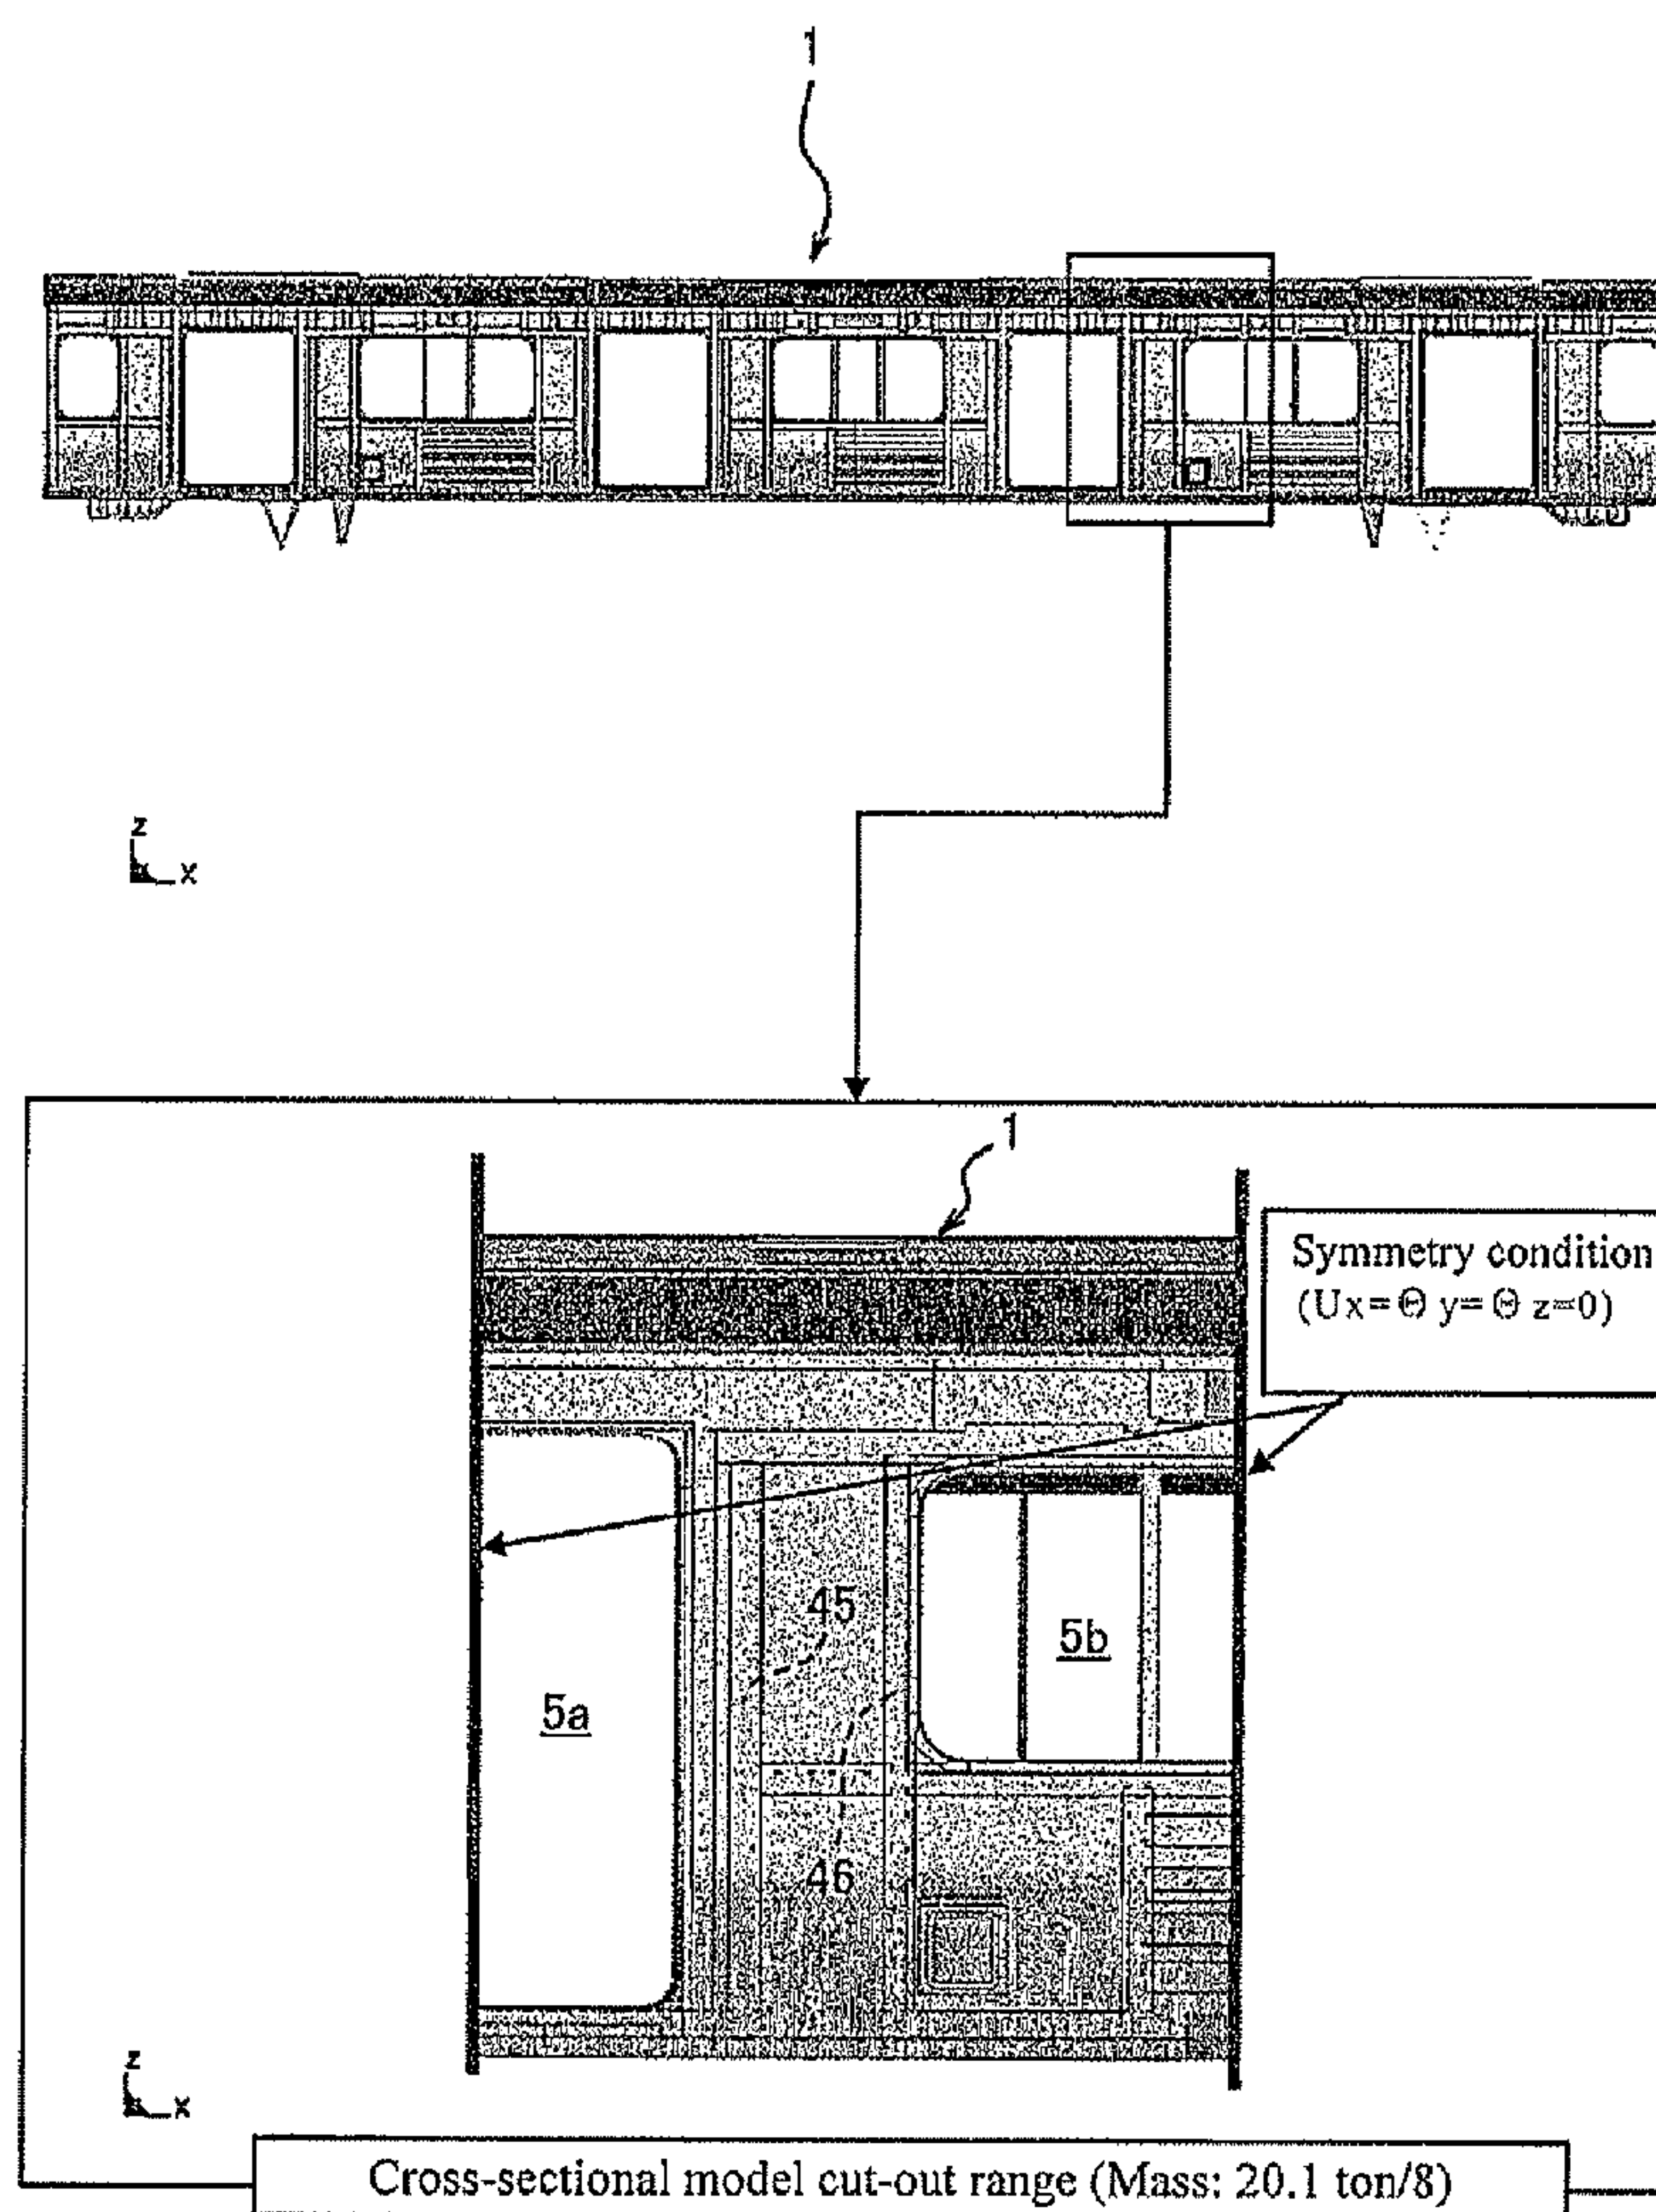 1
z
x
1
Symmetry condition
(Ux=Θ y=Θ z=0)
45
5b
5a
46
z
x
Cross-sectional model cut-out range (Mass: 20.1 ton/8)